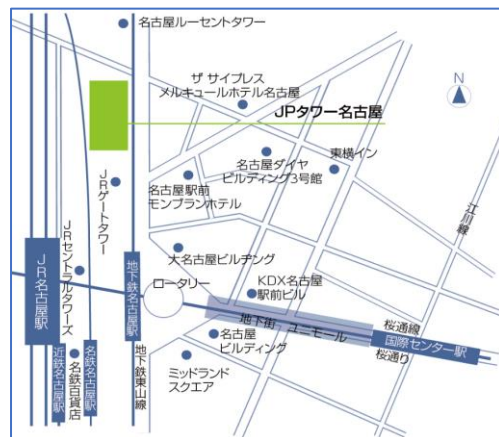 名古屋ルーセントタワー
ザ サイプレス
メルキュールホテル名古屋
N
JPタワー名古屋
名古屋ダイヤ
ビルディング3号館
東横イン
名古屋駅前
モンブランホテル
JRゲートタワー
江川線
大名古屋ビルヂング
JRセントラルタワーズ
JR名古屋駅
地下鉄名古屋駅
ロータリー
KDX名古屋
駅前ビル
地下街 ユニモール
桜通線
国際センター駅
桜通り
名古屋
ビルディング
ミッドランド
スクエア
近鉄名古屋駅
名鉄百貨店
名鉄名古屋駅
地下鉄東山線